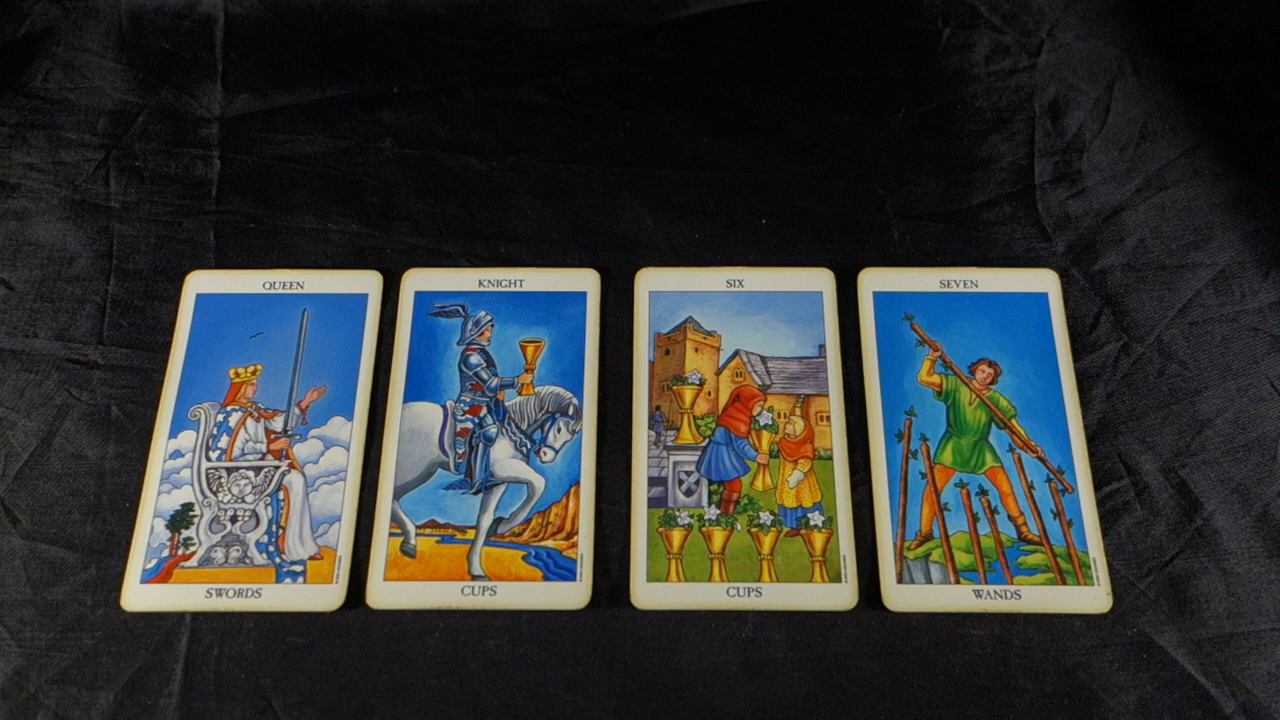 QUEEN
SWORDS
KNIGHT
CUPS
SIX
CUPS
SEVEN
WANDS